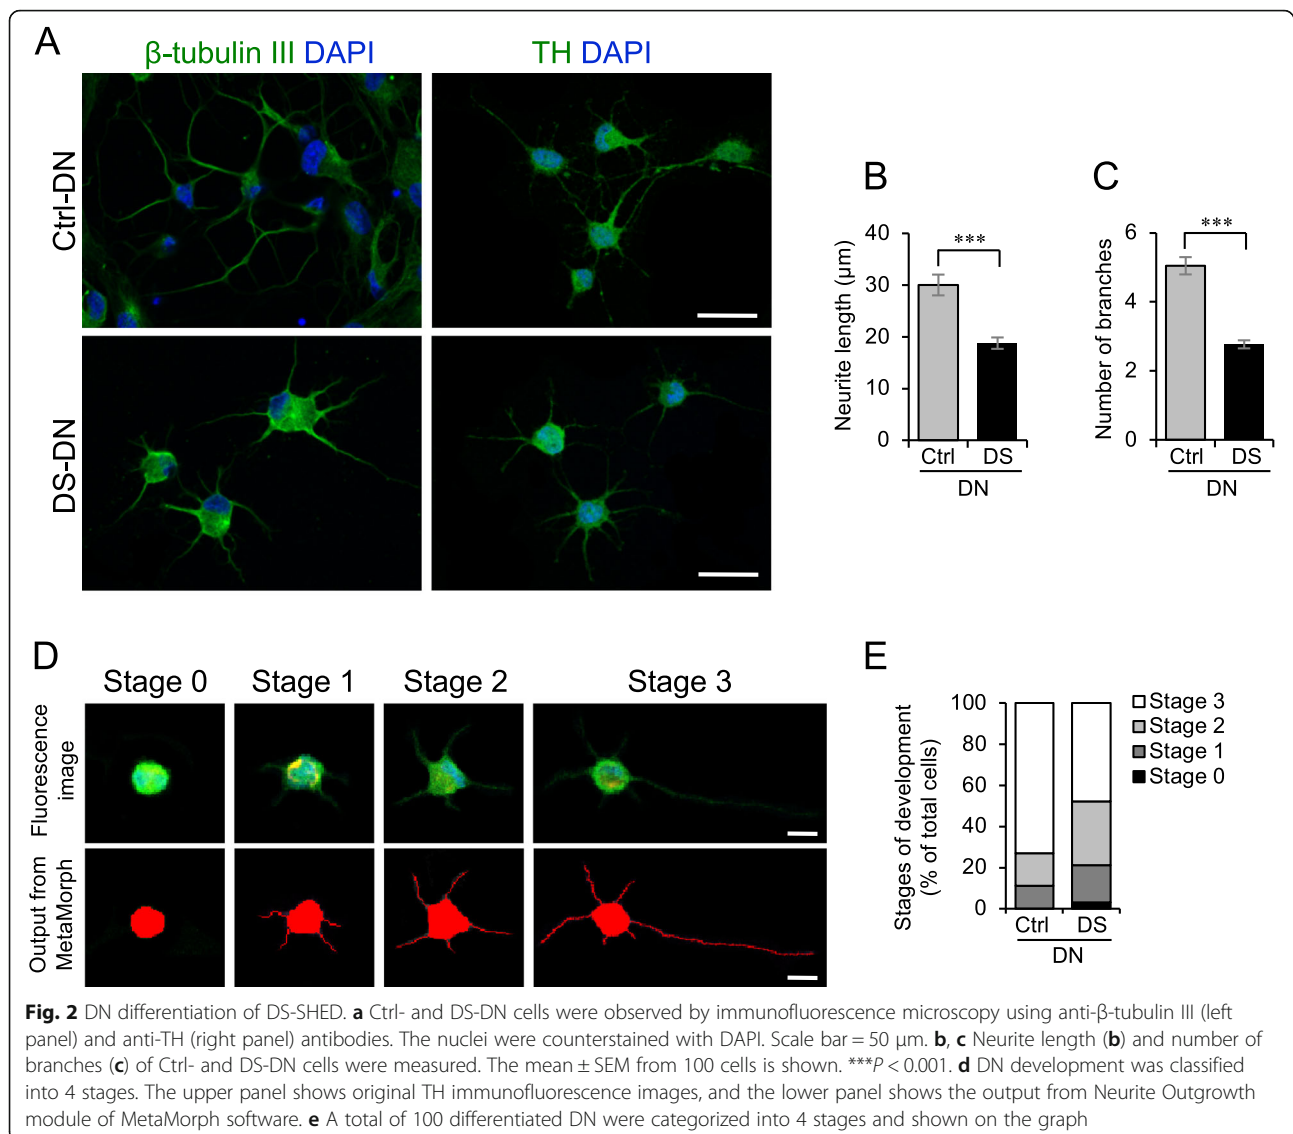 A
β-tubulin III DAPI
TH DAPI
Ctrl-DN
DS-DN
B
Neurite length (μm)
40
30
20
10
0
***
Ctrl DS
DN
C
Number of branches
6
4
2
0
***
Ctrl DS
DN
D
Stage 0 Stage 1 Stage 2 Stage 3
Fluorescence
image
Output from
MetaMorph
E
Stages of development
(% of total cells)
100
80
60
40
20
0
Ctrl DS
DN
Stage 3
Stage 2
Stage 1
Stage 0
Fig. 2 DN differentiation of DS-SHED. a Ctrl- and DS-DN cells were observed by immunofluorescence microscopy using anti-β-tubulin III (left
panel) and anti-TH (right panel) antibodies. The nuclei were counterstained with DAPI. Scale bar = 50 μm. b, c Neurite length (b) and number of
branches (c) of Ctrl- and DS-DN cells were measured. The mean ± SEM from 100 cells is shown. ***P < 0.001. d DN development was classified
into 4 stages. The upper panel shows original TH immunofluorescence images, and the lower panel shows the output from Neurite Outgrowth
module of MetaMorph software. e A total of 100 differentiated DN were categorized into 4 stages and shown on the graph